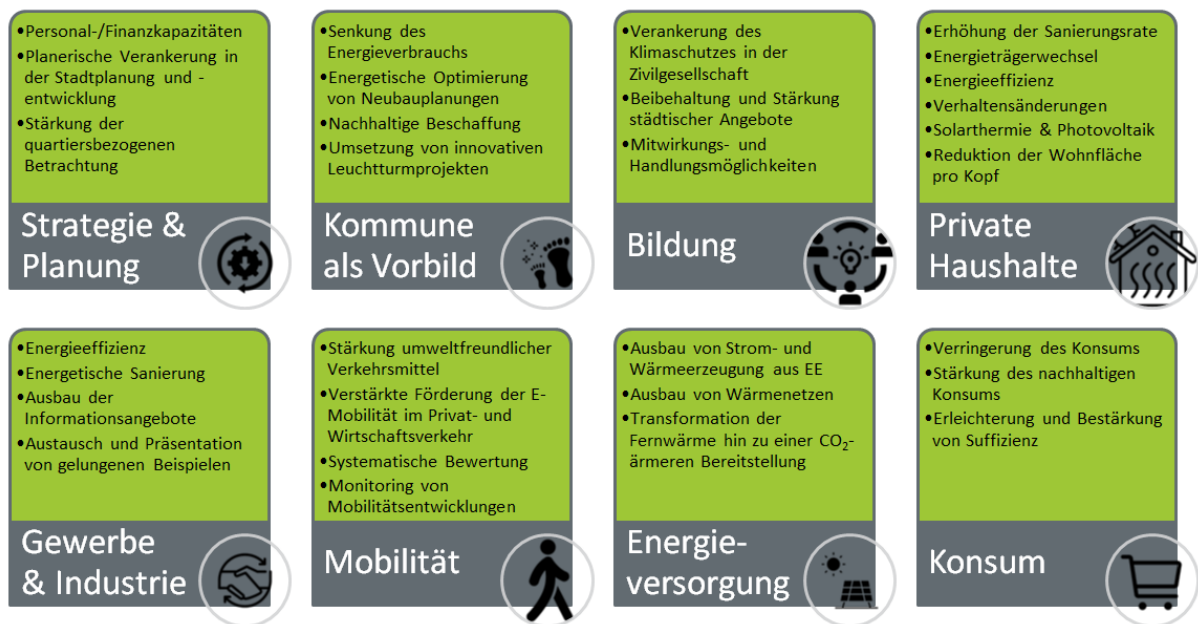 •Personal-/Finanzkapazitäten
•Planerische Verankerung in
der Stadtplanung und -
entwicklung
•Stärkung der
quartiersbezogenen
Betrachtung
Strategie &
Planung
•Senkung des
Energieverbrauchs
•Energetische Optimierung
von Neubauplanungen
•Nachhaltige Beschaffung
•Umsetzung von innovativen
Leuchtturmprojekten
Kommune
als Vorbild
•Verankerung des
Klimaschutzes in der
Zivilgesellschaft
•Beibehaltung und Stärkung
städtischer Angebote
•Mitwirkungs- und
Handlungsmöglichkeiten
Bildung
•Erhöhung der Sanierungsrate
•Energieträgerwechsel
•Energieeffizienz
•Verhaltensänderungen
•Solarthermie & Photovoltaik
•Reduktion der Wohnfläche
pro Kopf
Private
Haushalte
•Energieeffizienz
•Energetische Sanierung
•Ausbau der
Informationsangebote
•Austausch und Präsentation
von gelungenen Beispielen
Gewerbe
& Industrie
•Stärkung umweltfreundlicher
Verkehrsmittel
•Verstärkte Förderung der E-
Mobilität im Privat- und
Wirtschaftsverkehr
•Systematische Bewertung
•Monitoring von
Mobilitätsentwicklungen
Mobilität
•Ausbau von Strom- und
Wärmeerzeugung aus EE
•Ausbau von Wärmenetzen
•Transformation der
Fernwärme hin zu einer CO₂-
ärmeren Bereitstellung
Energie-
versorgung
•Verringerung des Konsums
•Stärkung des nachhaltigen
Konsums
•Erleichterung und Bestärkung
von Suffizienz
Konsum